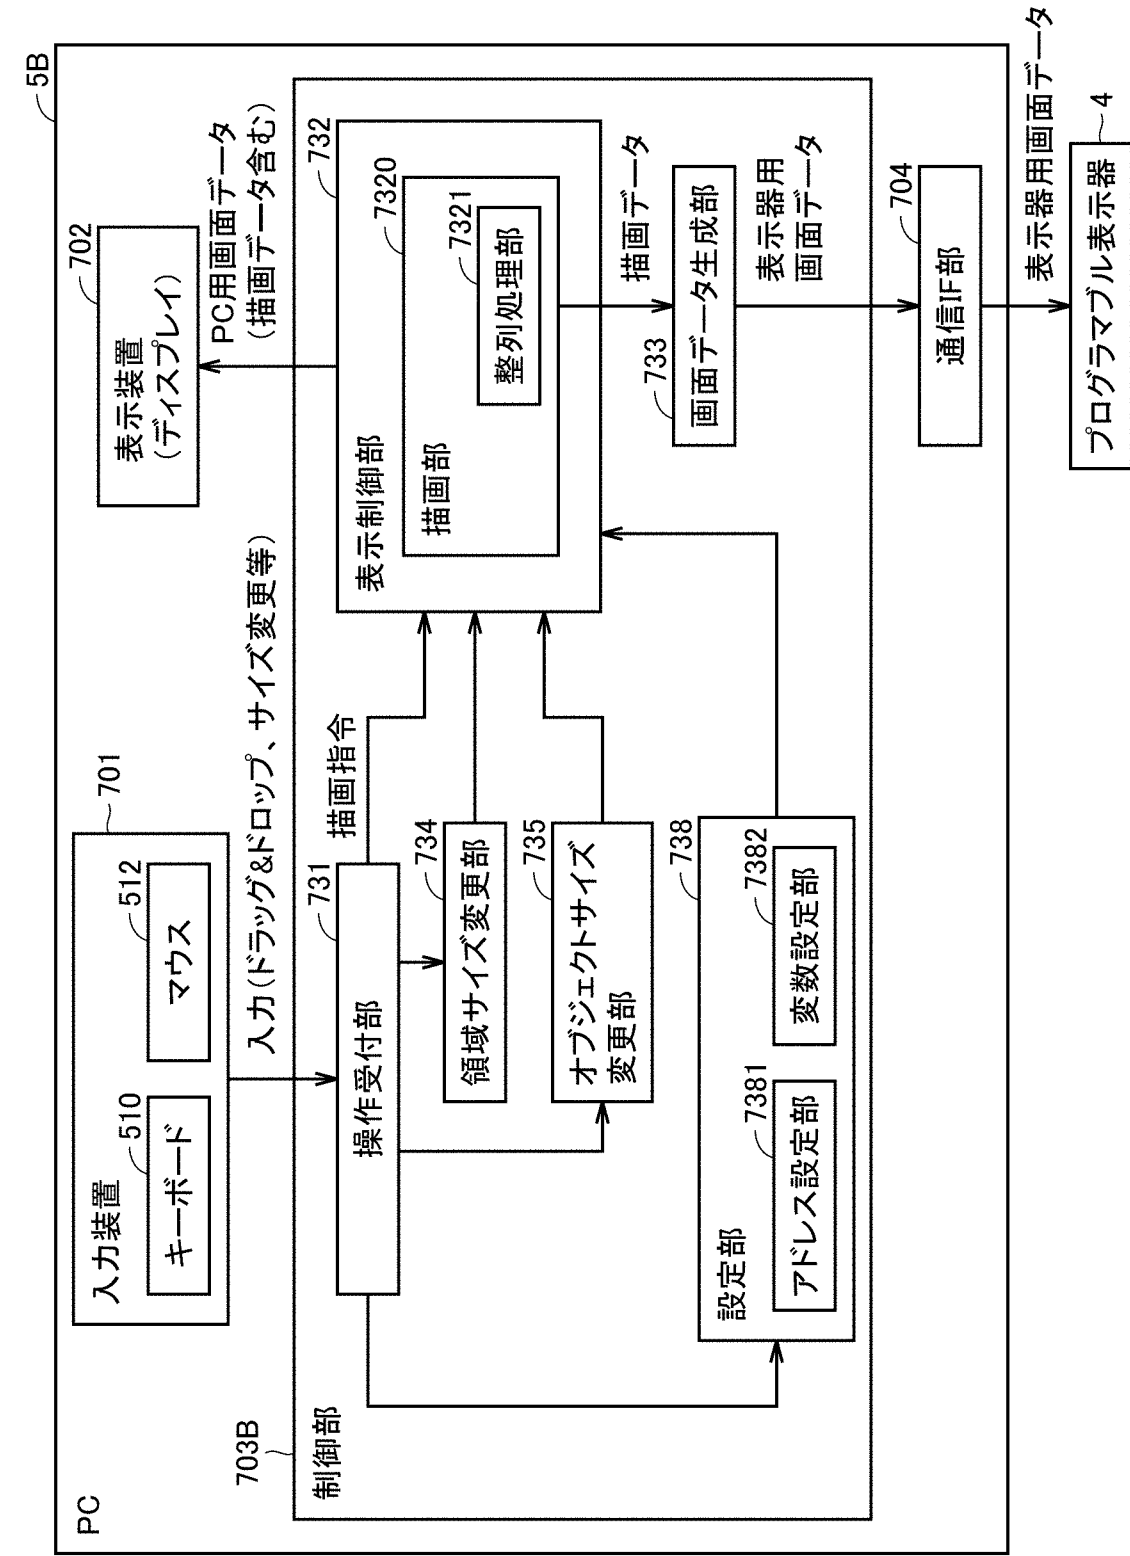 PC
5B
入力装置
701
キーボード
510
マウス
512
表示装置
(ディスプレイ)
702
入力(ドラッグ&ドロップ、サイズ変更等)
PC用画面データ
(描画データ含む)
703B
制御部
操作受付部
731
描画指令
領域サイズ変更部
734
オブジェクトサイズ
変更部
735
設定部
738
アドレス設定部
7381
変数設定部
7382
表示制御部
732
描画部
7320
整列処理部
7321
描画データ
画面データ生成部
733
表示器用
画面データ
通信IF部
704
表示器用画面データ
プログラマブル表示器
4